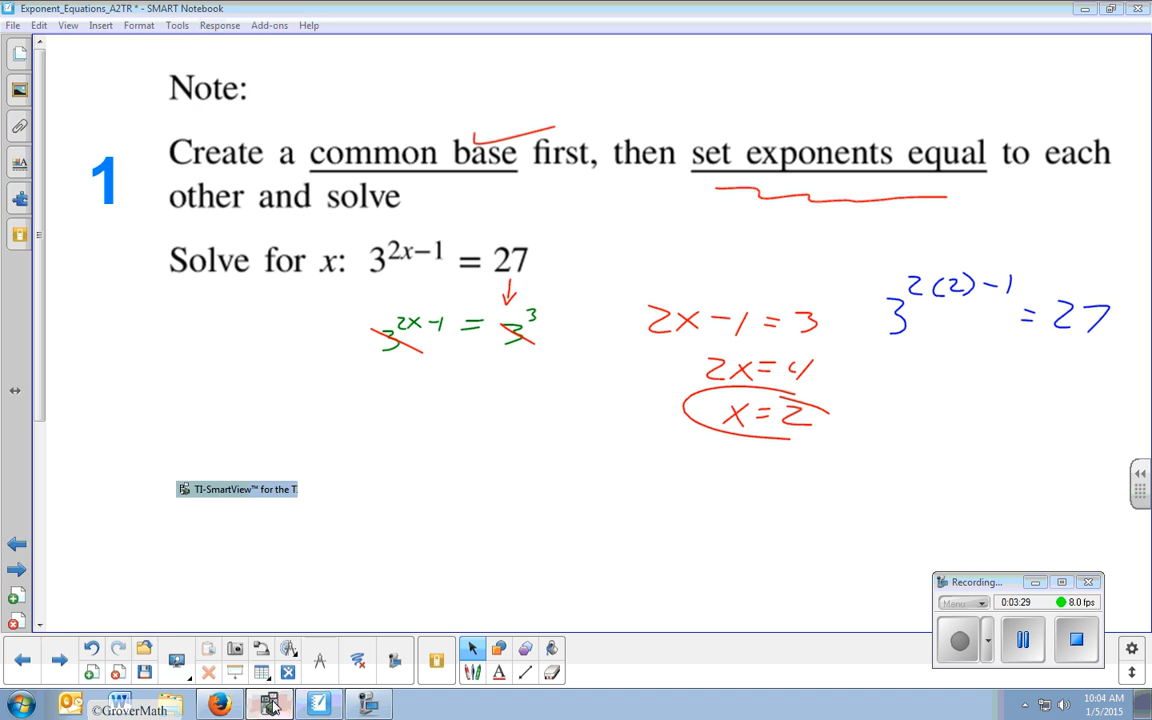 Exponent_Equations_A2TR * - SMART Notebook
File Edit View Insert Format Tools Response Add-ons Help
Note:
1
Create a common base first, then set exponents equal to each
other and solve
Solve for x: 3^{2x-1} = 27
3^{2x-1} = 3^3
2x-1=3
2x=4
x=2
3^{2(2)-1} = 27
TI-SmartView™ for the T
Recording...
Menu 0:03:29 8.0 fps
A
©GroverMath
10:04 AM
1/5/2015